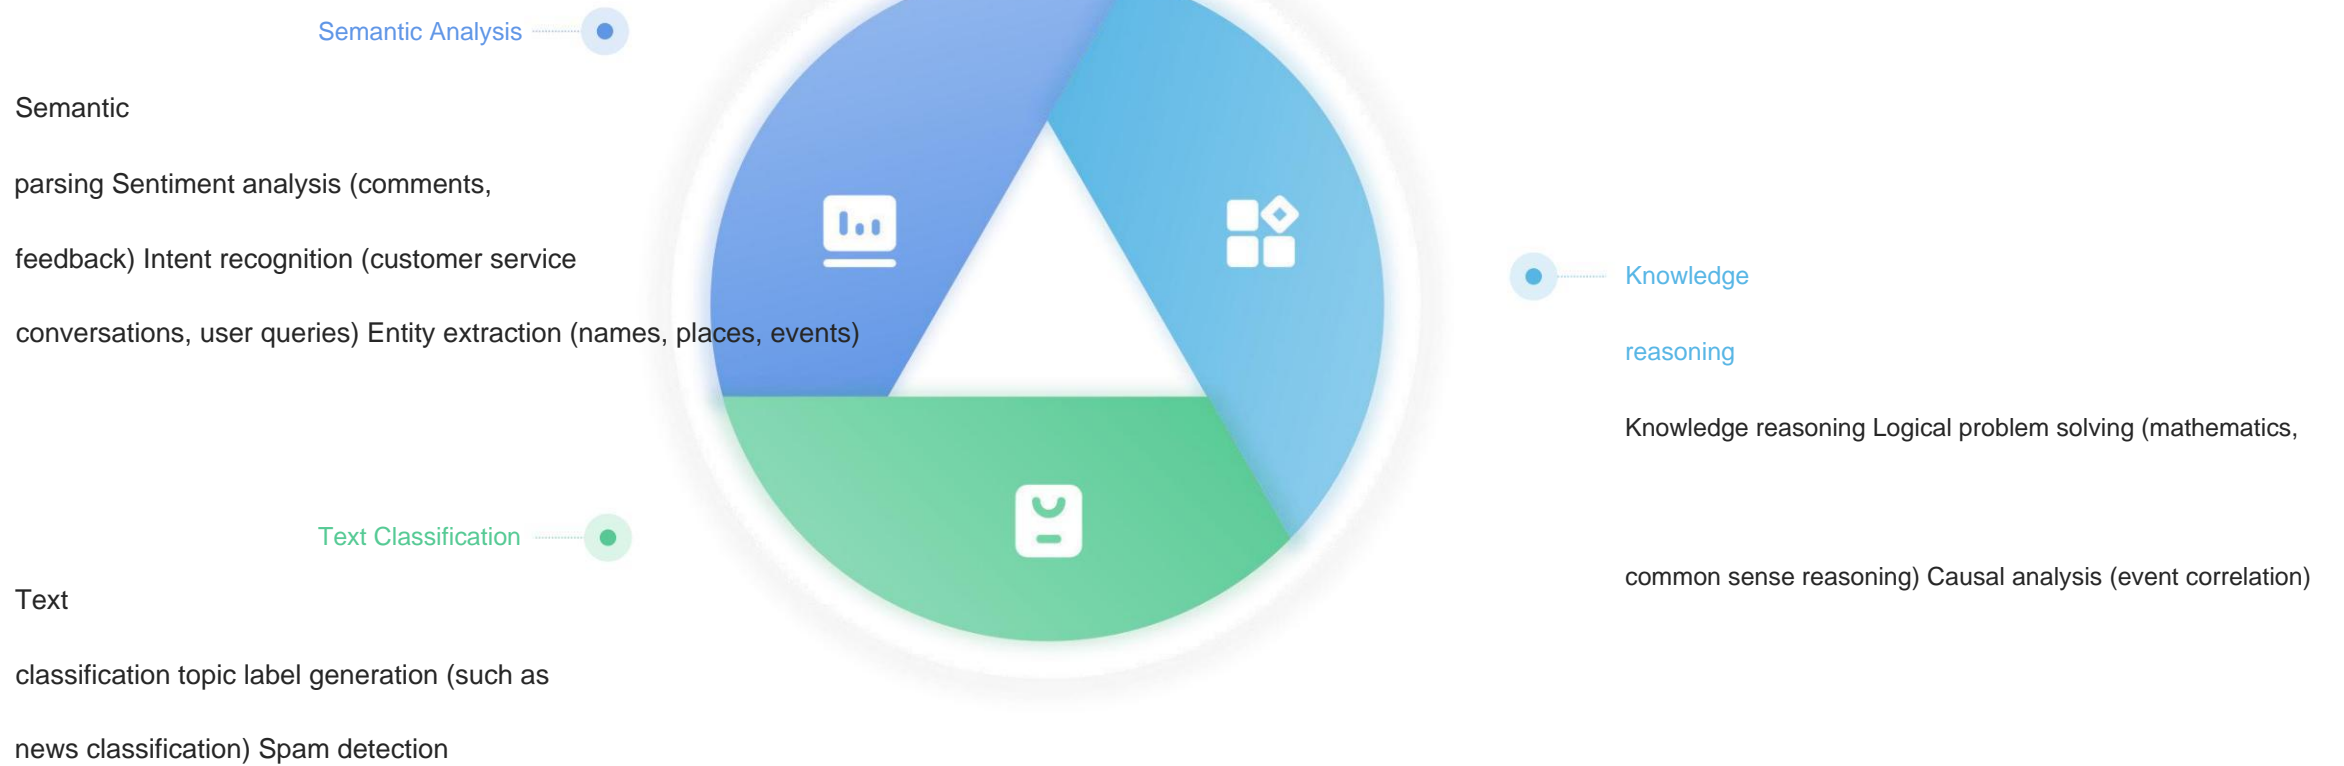 Semantic Analysis
Semantic
parsing Sentiment analysis (comments,
feedback) Intent recognition (customer service
conversations, user queries) Entity extraction (names, places, events)
Knowledge
reasoning
Knowledge reasoning Logical problem solving (mathematics,
common sense reasoning) Causal analysis (event correlation)
Text Classification
Text
classification topic label generation (such as
news classification) Spam detection